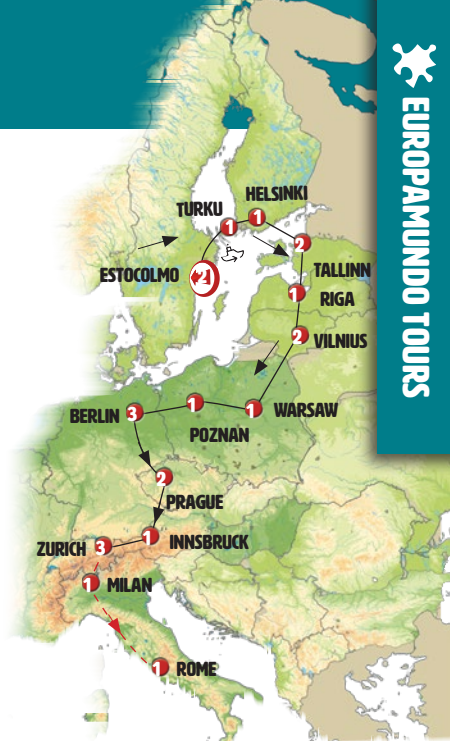 EUROPAMUNDO TOURS
HELSINKI
TURKU
1
1
2
ESTOCOLMO
2
TALLINN
1
RIGA
2
VILNIUS
BERLIN
3
1
1
WARSAW
POZNAN
2
PRAGUE
1
INNSBRUCK
ZURICH
3
1
MILAN
1
ROME